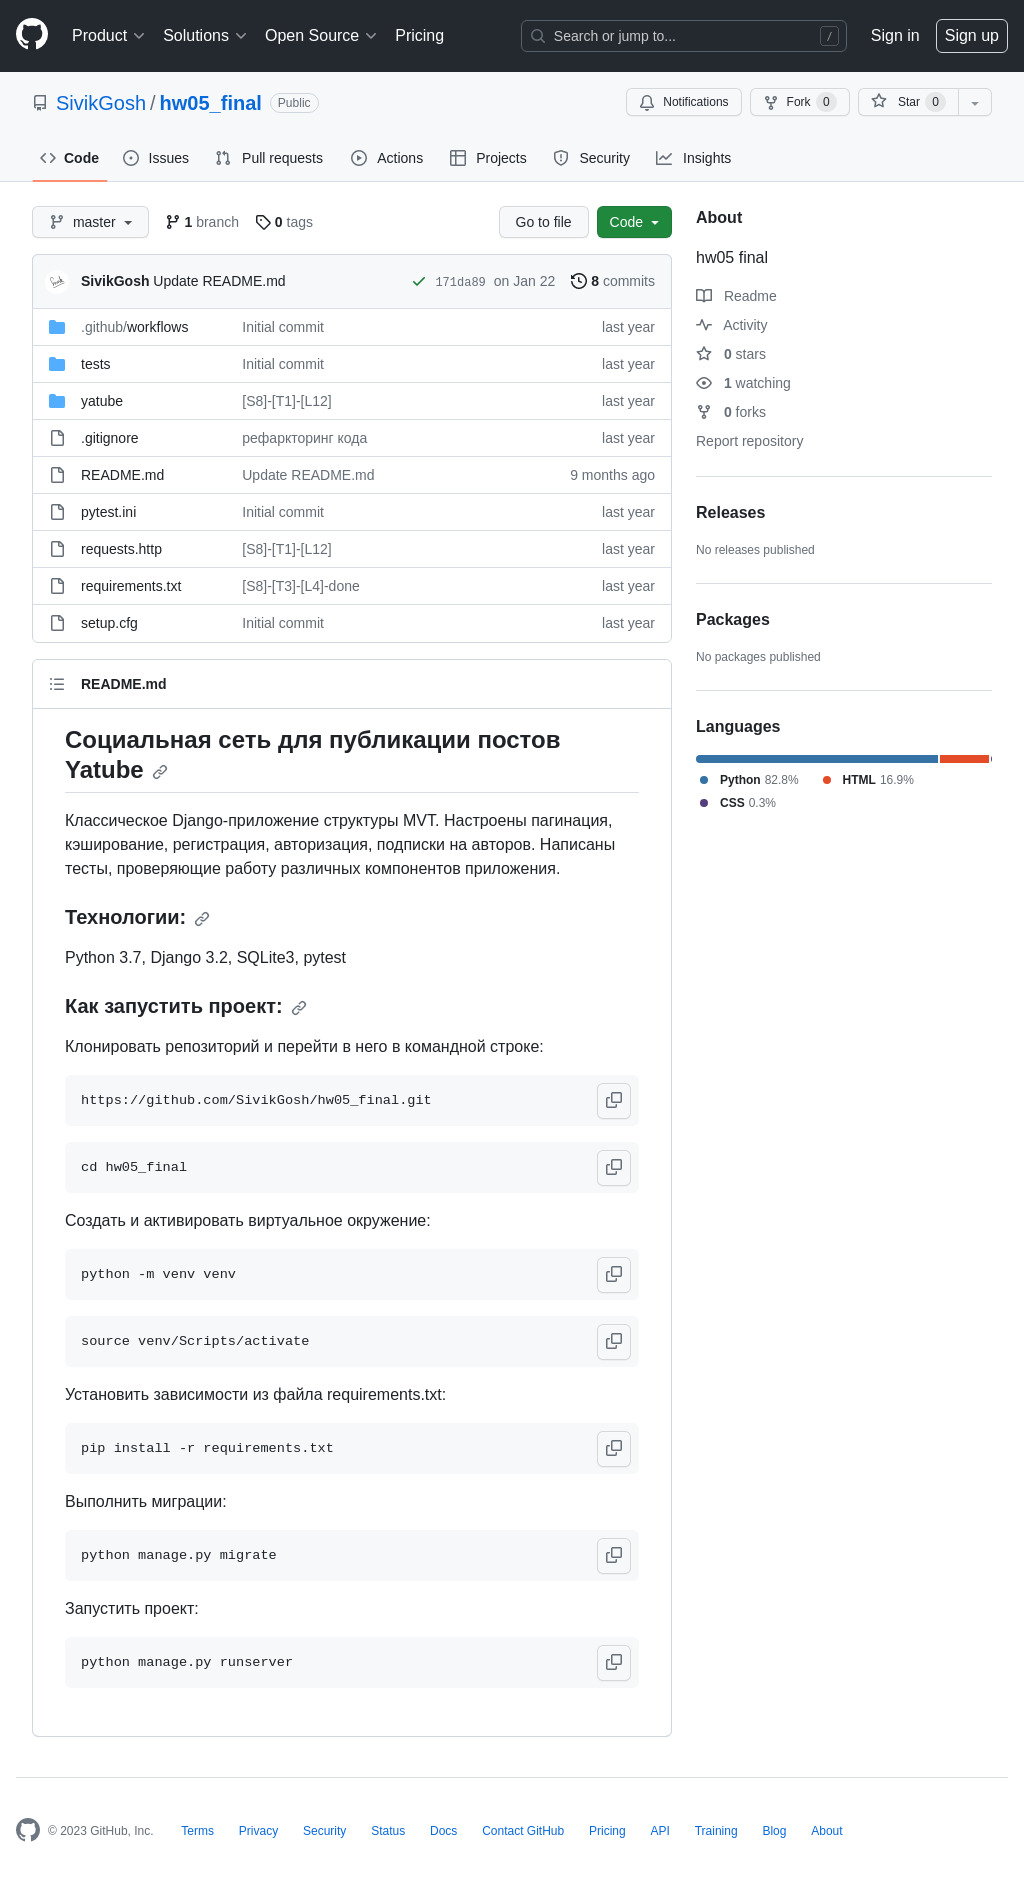 Product Solutions Open Source Pricing Search or jump to... / Sign in Sign up
SivikGosh / hw05_final Public Notifications Fork 0 Star 0
Code Issues Pull requests Actions Projects Security Insights
master 1 branch 0 tags Go to file Code
SivikGosh Update README.md 171da89 on Jan 22 8 commits
.github/workflows Initial commit last year
tests Initial commit last year
yatube [S8]-[T1]-[L12] last year
.gitignore рефаркторинг кода last year
README.md Update README.md 9 months ago
pytest.ini Initial commit last year
requests.http [S8]-[T1]-[L12] last year
requirements.txt [S8]-[T3]-[L4]-done last year
setup.cfg Initial commit last year
README.md
Социальная сеть для публикации постов
Yatube
Классическое Django-приложение структуры MVT. Настроены пагинация,
кэширование, регистрация, авторизация, подписки на авторов. Написаны
тесты, проверяющие работу различных компонентов приложения.
Технологии:
Python 3.7, Django 3.2, SQLite3, pytest
Как запустить проект:
Клонировать репозиторий и перейти в него в командной строке:
https://github.com/SivikGosh/hw05_final.git
cd hw05_final
Создать и активировать виртуальное окружение:
python -m venv venv
source venv/Scripts/activate
Установить зависимости из файла requirements.txt:
pip install -r requirements.txt
Выполнить миграции:
python manage.py migrate
Запустить проект:
python manage.py runserver
About
hw05 final
Readme
Activity
0 stars
1 watching
0 forks
Report repository
Releases
No releases published
Packages
No packages published
Languages
Python 82.8% HTML 16.9%
CSS 0.3%
© 2023 GitHub, Inc. Terms Privacy Security Status Docs Contact GitHub Pricing API Training Blog About